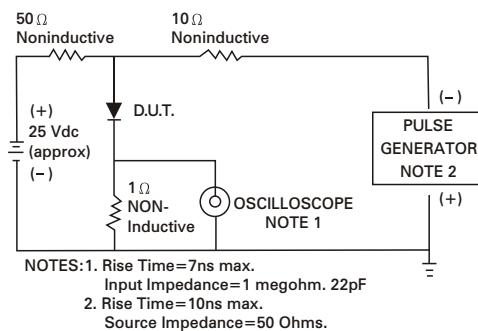 50 Ω
Noninductive
10 Ω
Noninductive
(+)
25 Vdc
(approx)
(-)
D.U.T.
1 Ω
NON-
Inductive
OSCILLOSCOPE
NOTE 1
(-)
PULSE
GENERATOR
NOTE 2
(+)
NOTES:1. Rise Time=7ns max.
Input Impedance=1 megohm. 22pF
2. Rise Time=10ns max.
Source Impedance=50 Ohms.